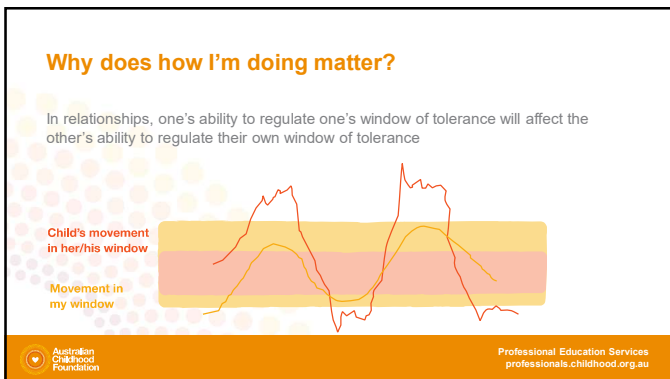 Why does how I'm doing matter?
In relationships, one's ability to regulate one's window of tolerance will affect the
other's ability to regulate their own window of tolerance
Child's movement
in her/his window
Movement in
my window
Australian
Childhood
Foundation
Professional Education Services
professionals.childhood.org.au